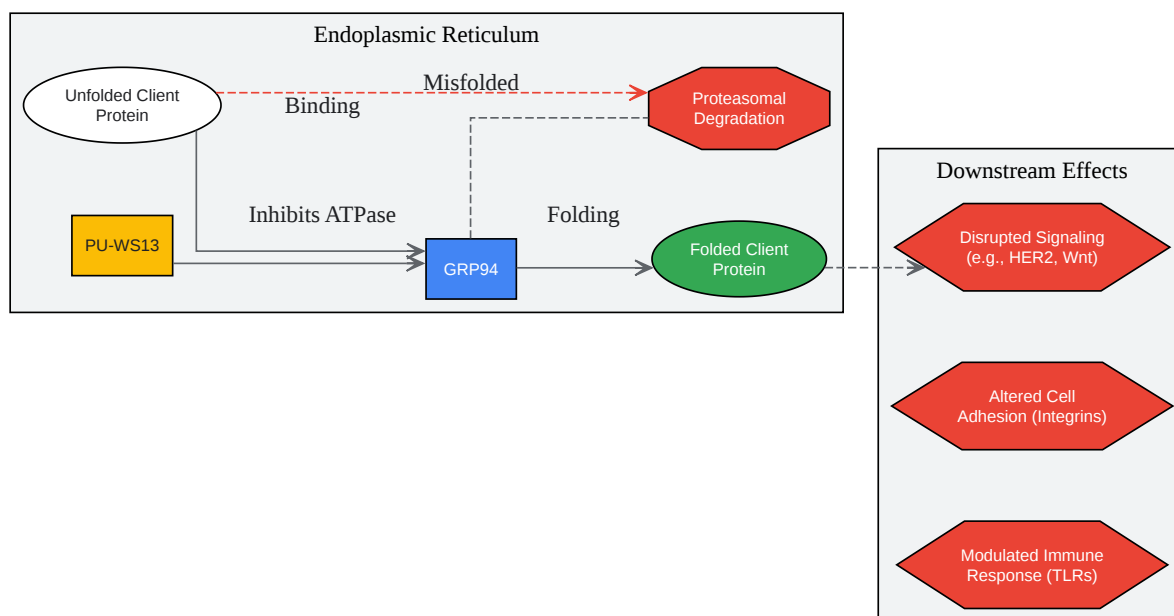 Endoplasmic Reticulum
Unfolded Client
Protein
Misfolded
Binding
Proteasomal
Degradation
Inhibits ATPase
Folding
PU-WS13
GRP94
Folded Client
Protein
Downstream Effects
Disrupted Signaling
(e.g., HER2, Wnt)
Altered Cell
Adhesion (Integrins)
Modulated Immune
Response (TLRs)